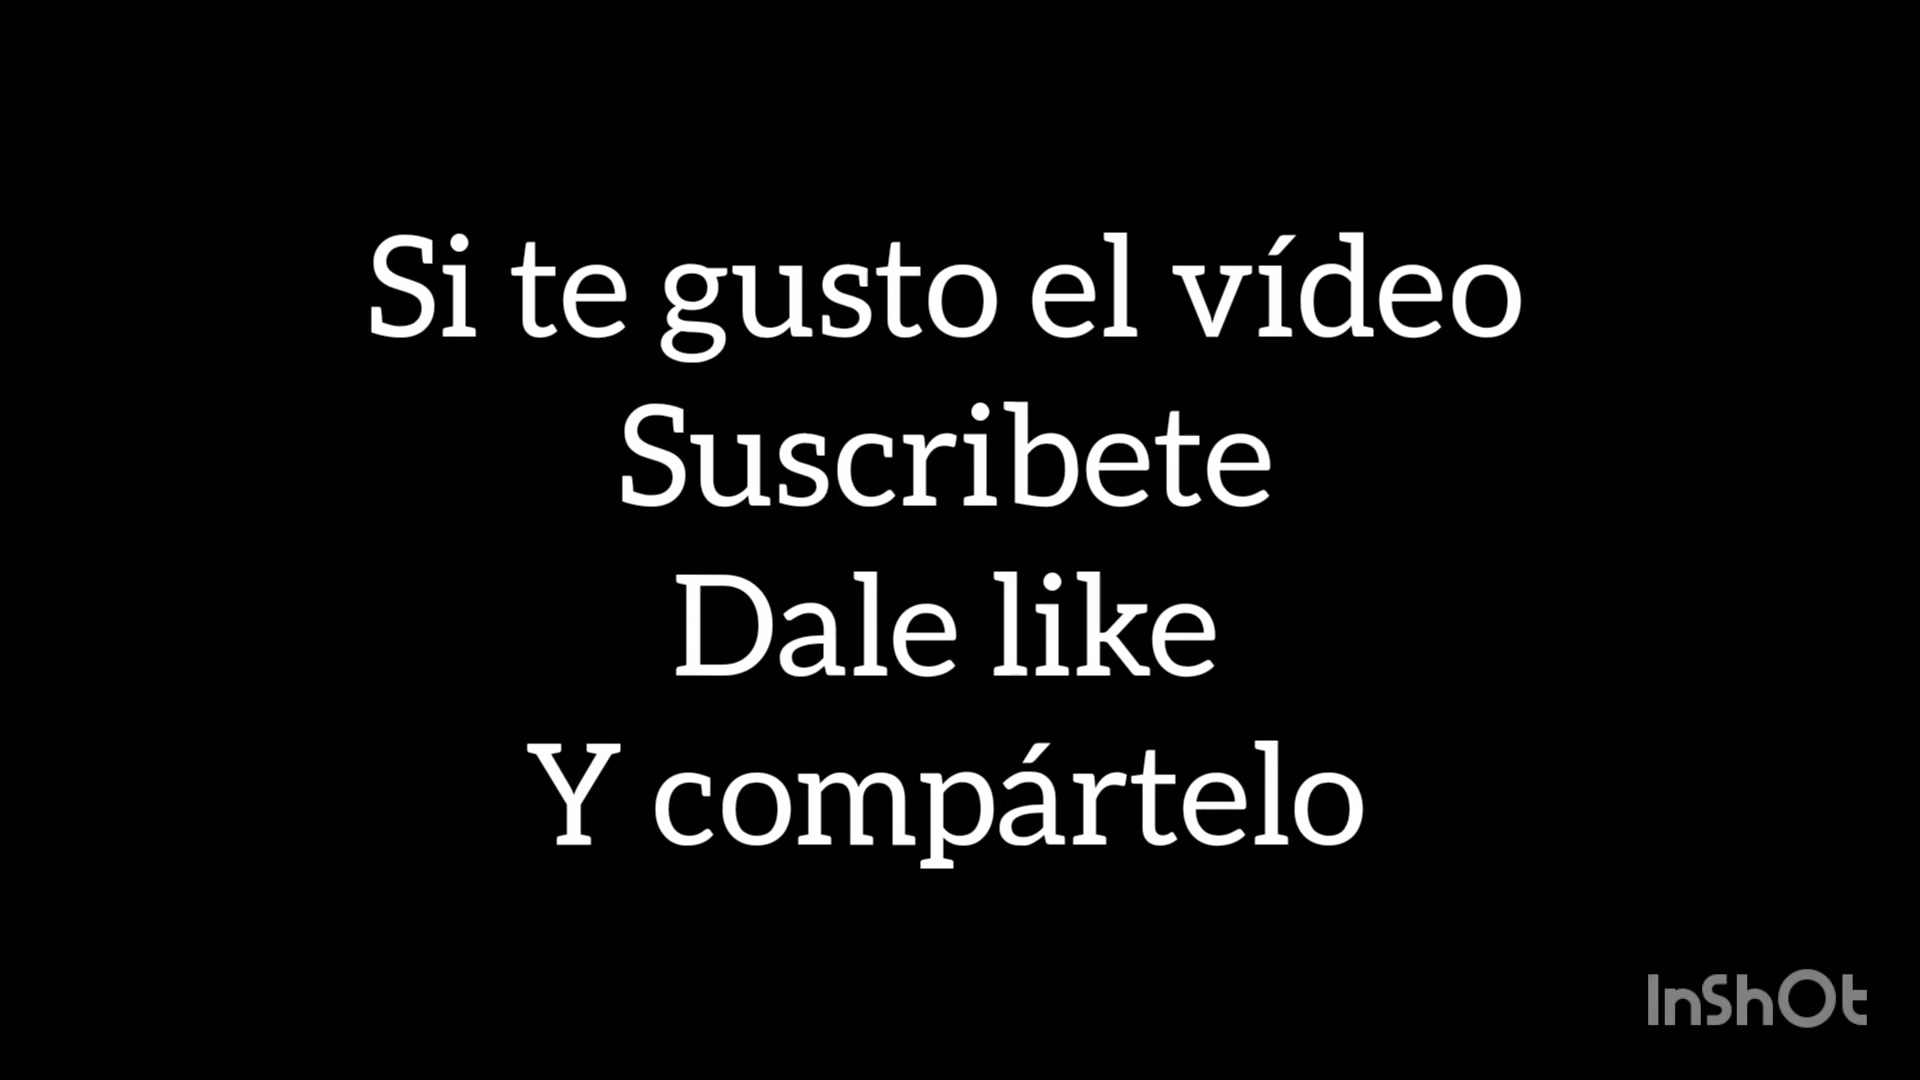 Si te gusto el vídeo
Suscribete
Dale like
Y compártelo
InShOt